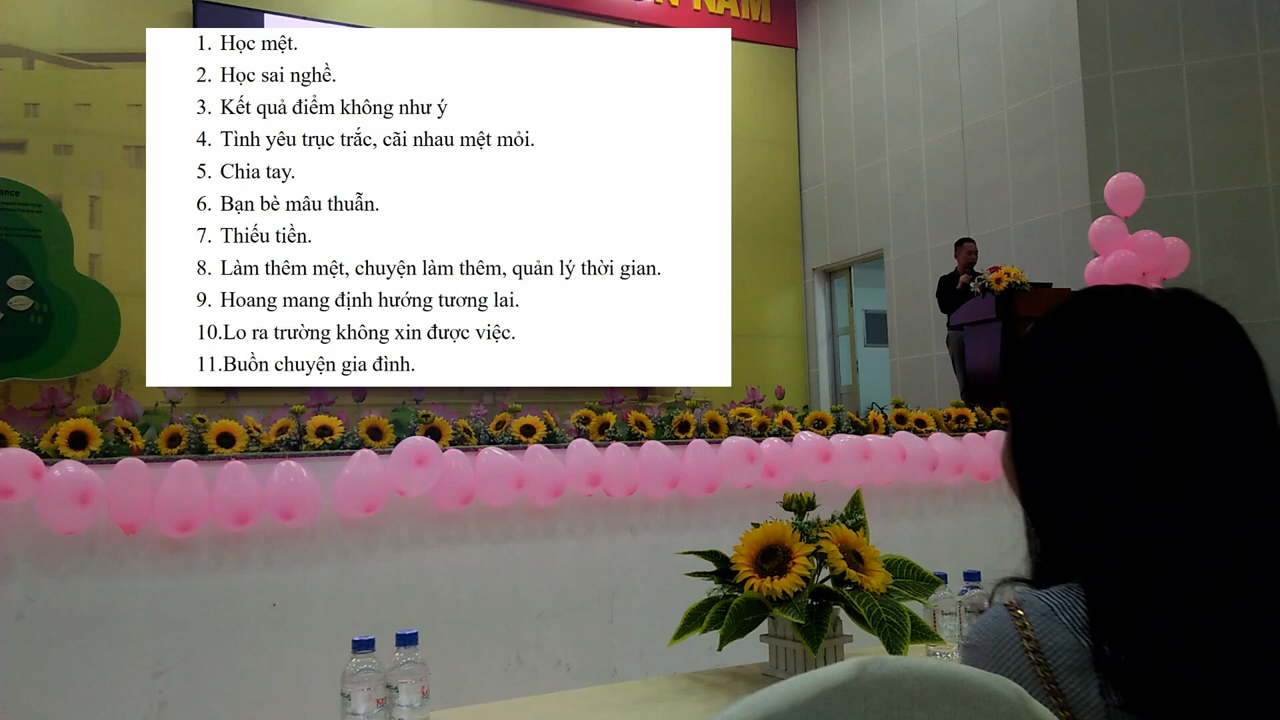 N NAM
ance
1. Học mệt.
2. Học sai nghề.
3. Kết quả điểm không như ý
4. Tình yêu trục trắc, cãi nhau mệt mỏi.
5. Chia tay.
6. Bạn bè mâu thuẫn.
7. Thiếu tiền.
8. Làm thêm mệt, chuyện làm thêm, quản lý thời gian.
9. Hoang mang định hướng tương lai.
10.Lo ra trường không xin được việc.
11.Buồn chuyện gia đình.